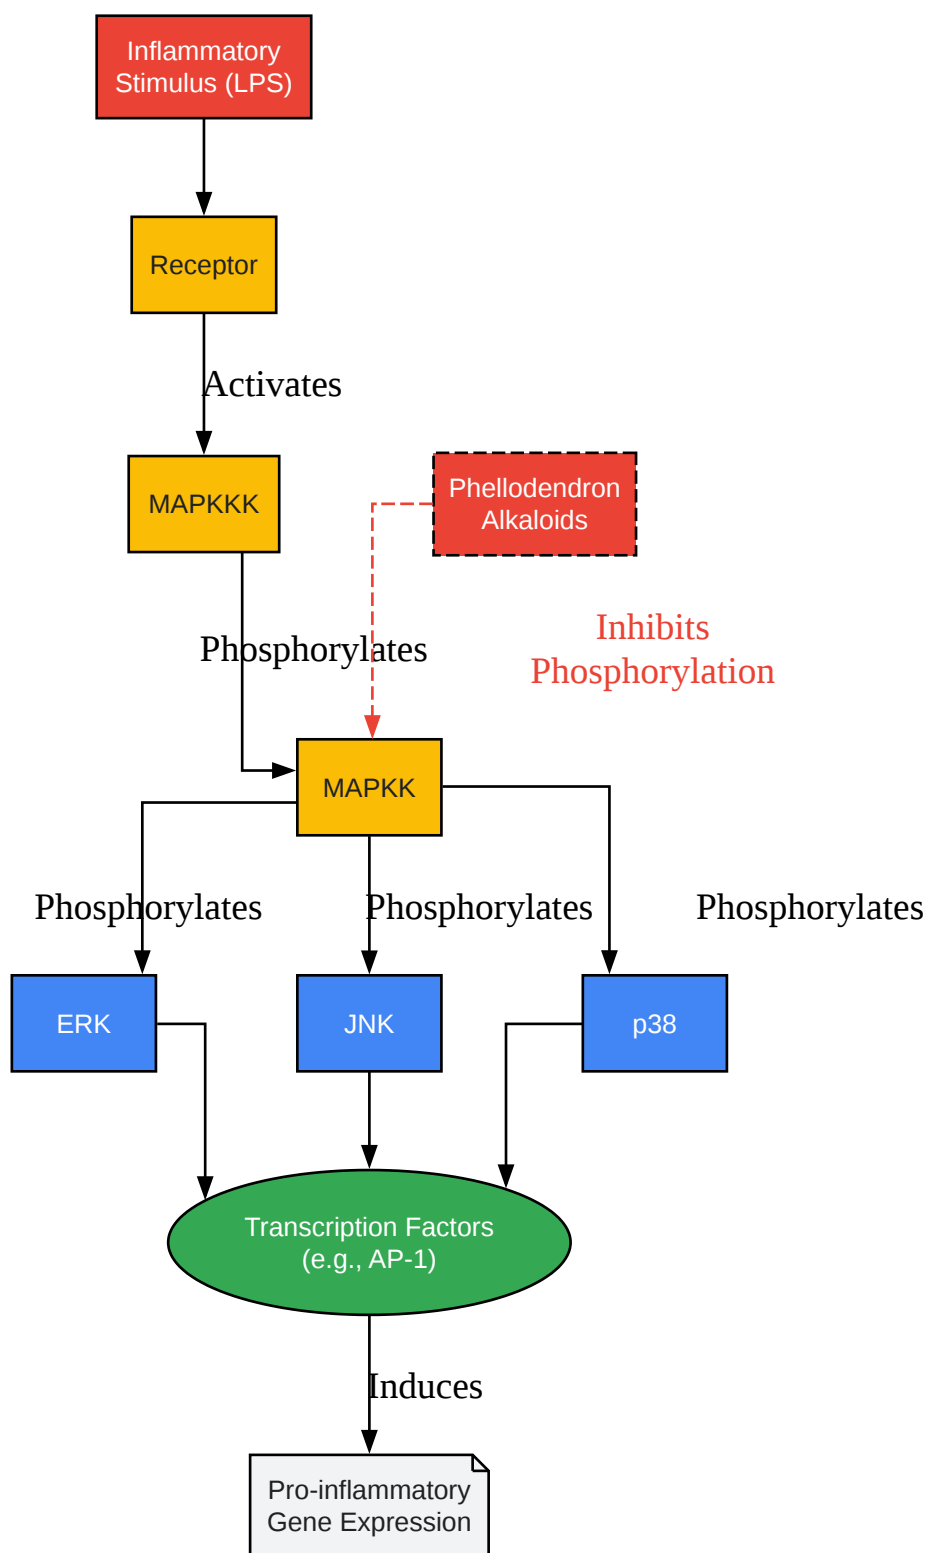 Inflammatory
Stimulus (LPS)
Receptor
Activates
MAPKKK
Phellodendron
Alkaloids
Phosphorylates
Inhibits
Phosphorylation
MAPKK
Phosphorylates
Phosphorylates
Phosphorylates
ERK
JNK
p38
Transcription Factors
(e.g., AP-1)
Induces
Pro-inflammatory
Gene Expression